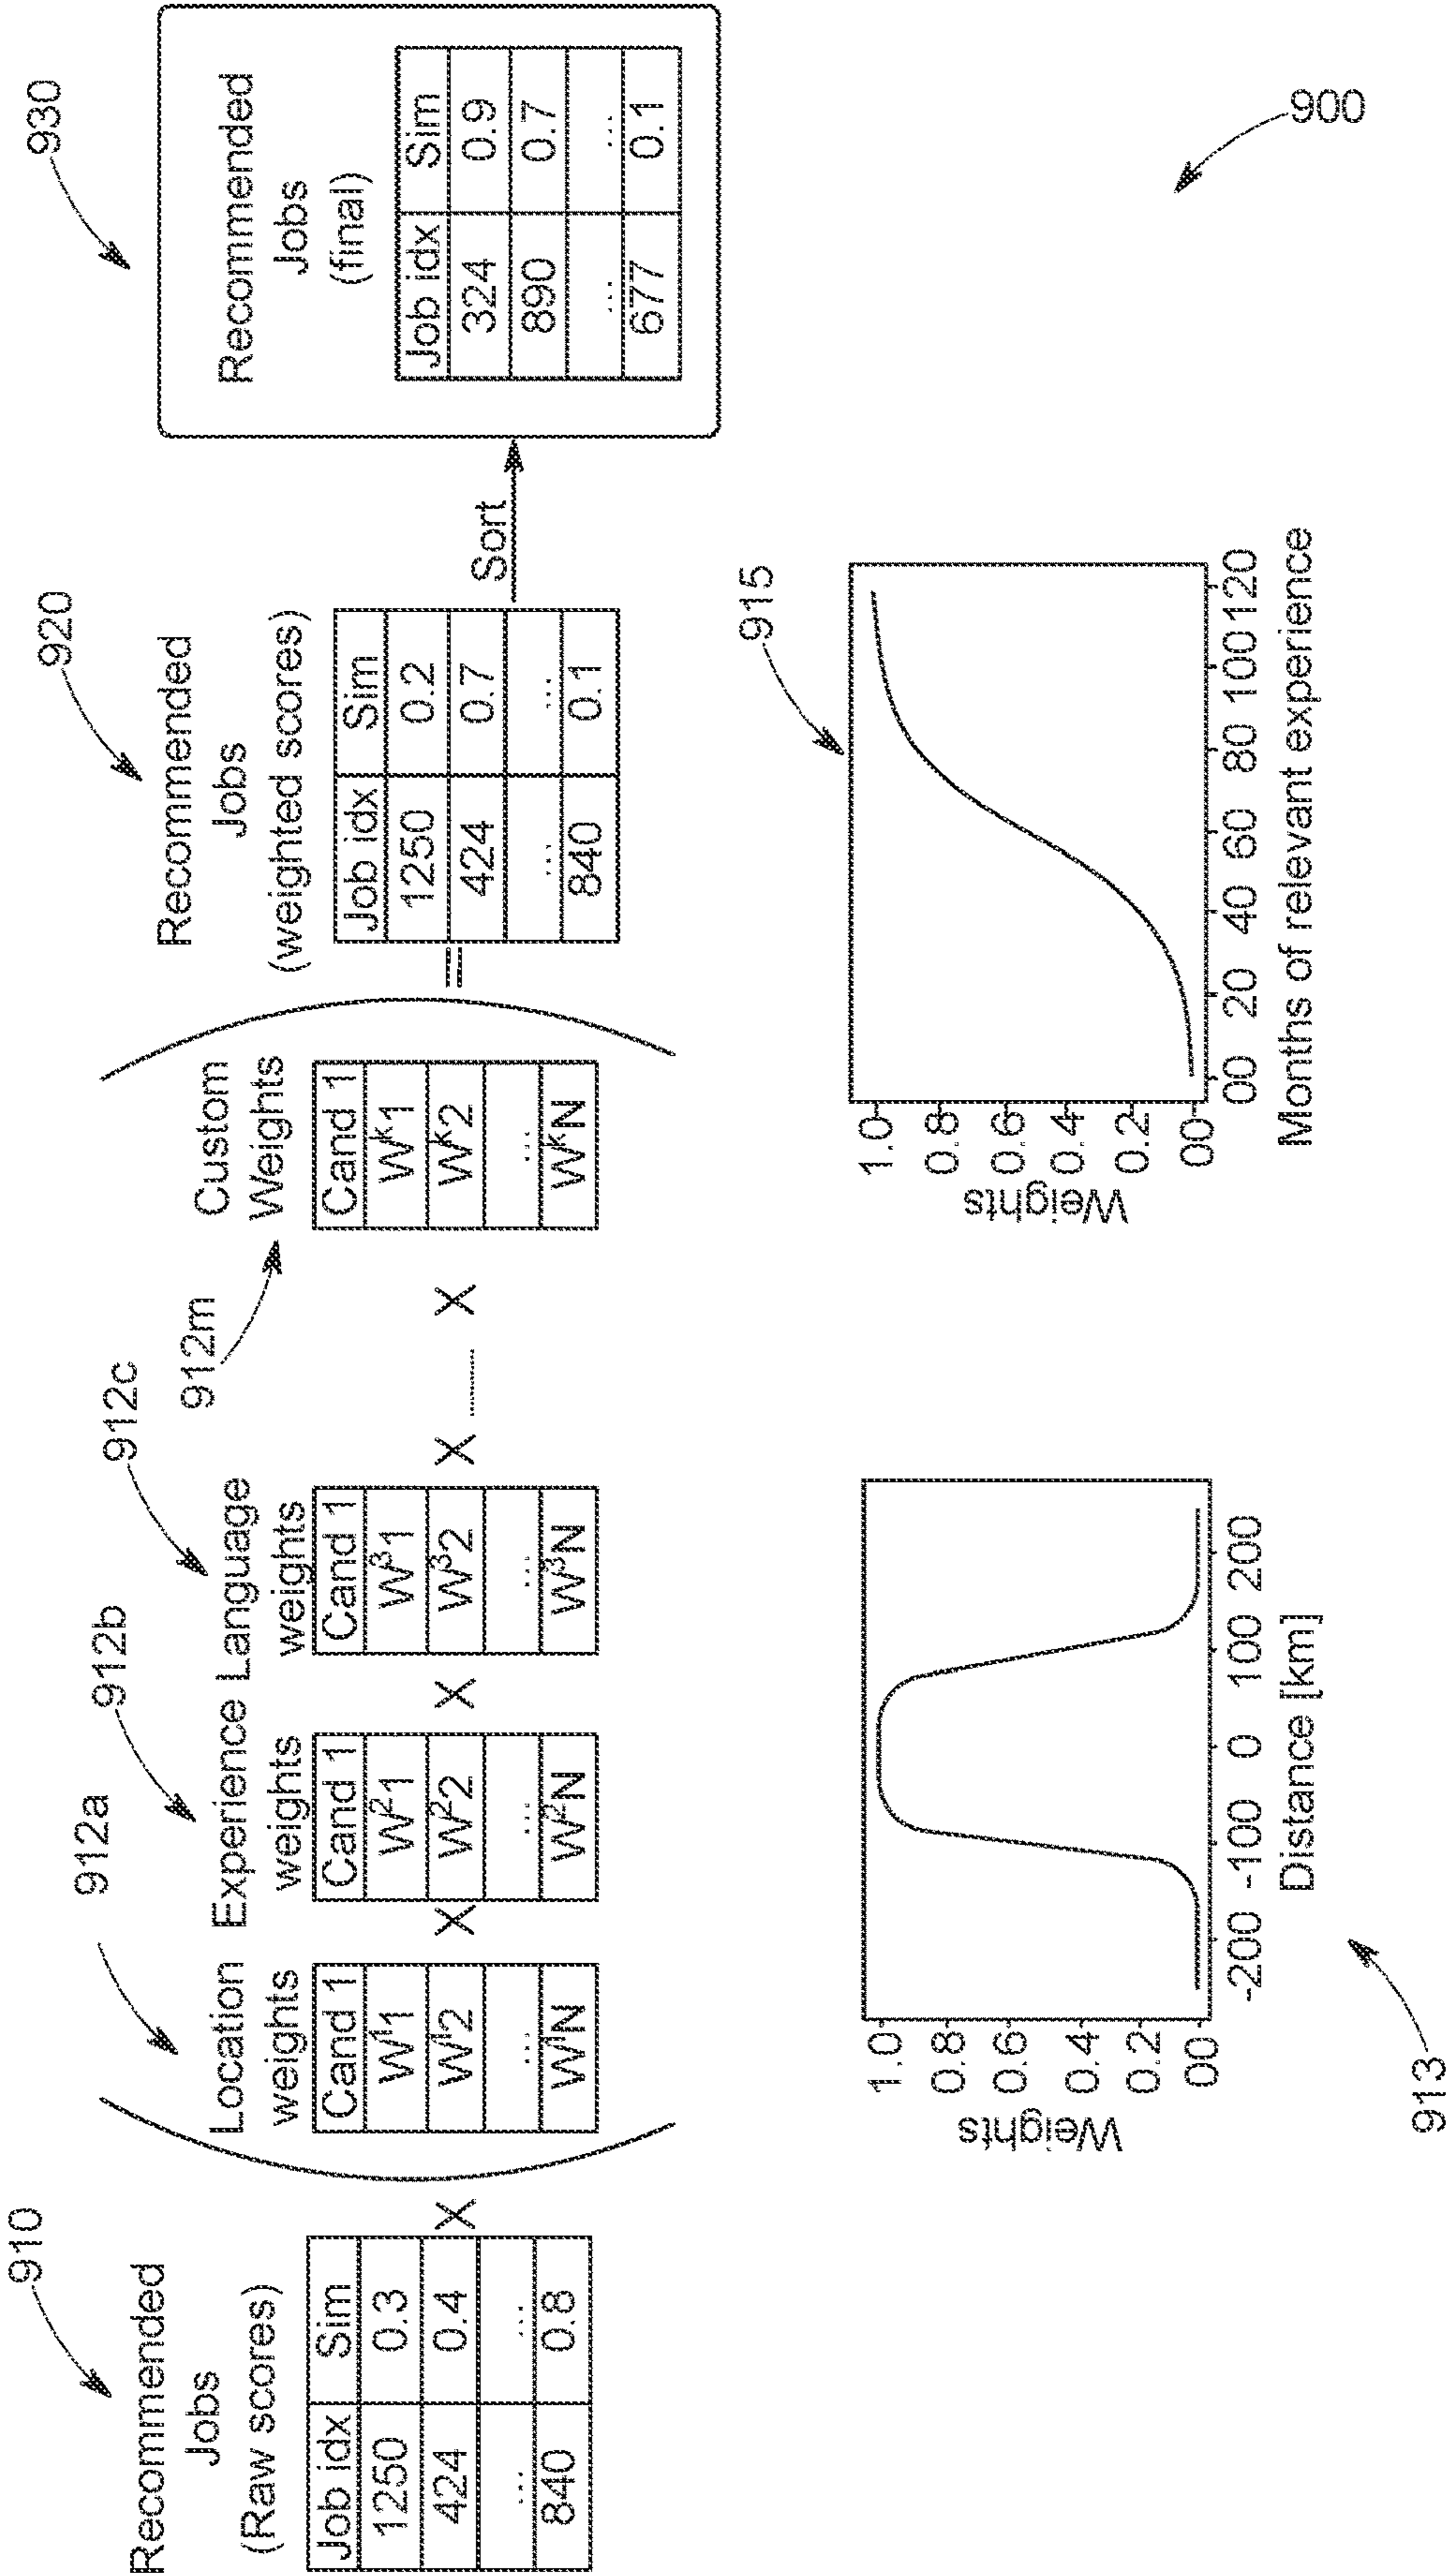 910
Recommended
Jobs
(Raw scores)
Job idx Sim
1250 0.3
424 0.4
... ...
840 0.8
X
912a
Location
weights
Cand 1
W¹1
W¹2
...
W¹N
X
912b
Experience
weights
Cand 1
W²1
W²2
...
W²N
X
912c
Language
weights
Cand 1
W³1
W³2
...
W³N
X ........ X
912m
Custom
Weights
Cand 1
Wᵏ1
Wᵏ2
...
WᵏN
=
920
Recommended
Jobs
(weighted scores)
Job idx Sim
1250 0.2
424 0.7
... ...
840 0.1
Sort
930
Recommended
Jobs
(final)
Job idx Sim
324 0.9
890 0.7
... ...
677 0.1
913
Weights
1.0
0.8
0.6
0.4
0.2
00
-200 -100 0 100 200
Distance [km]
915
Weights
1.0
0.8
0.6
0.4
0.2
00
00 20 40 60 80 100 120
Months of relevant experience
900